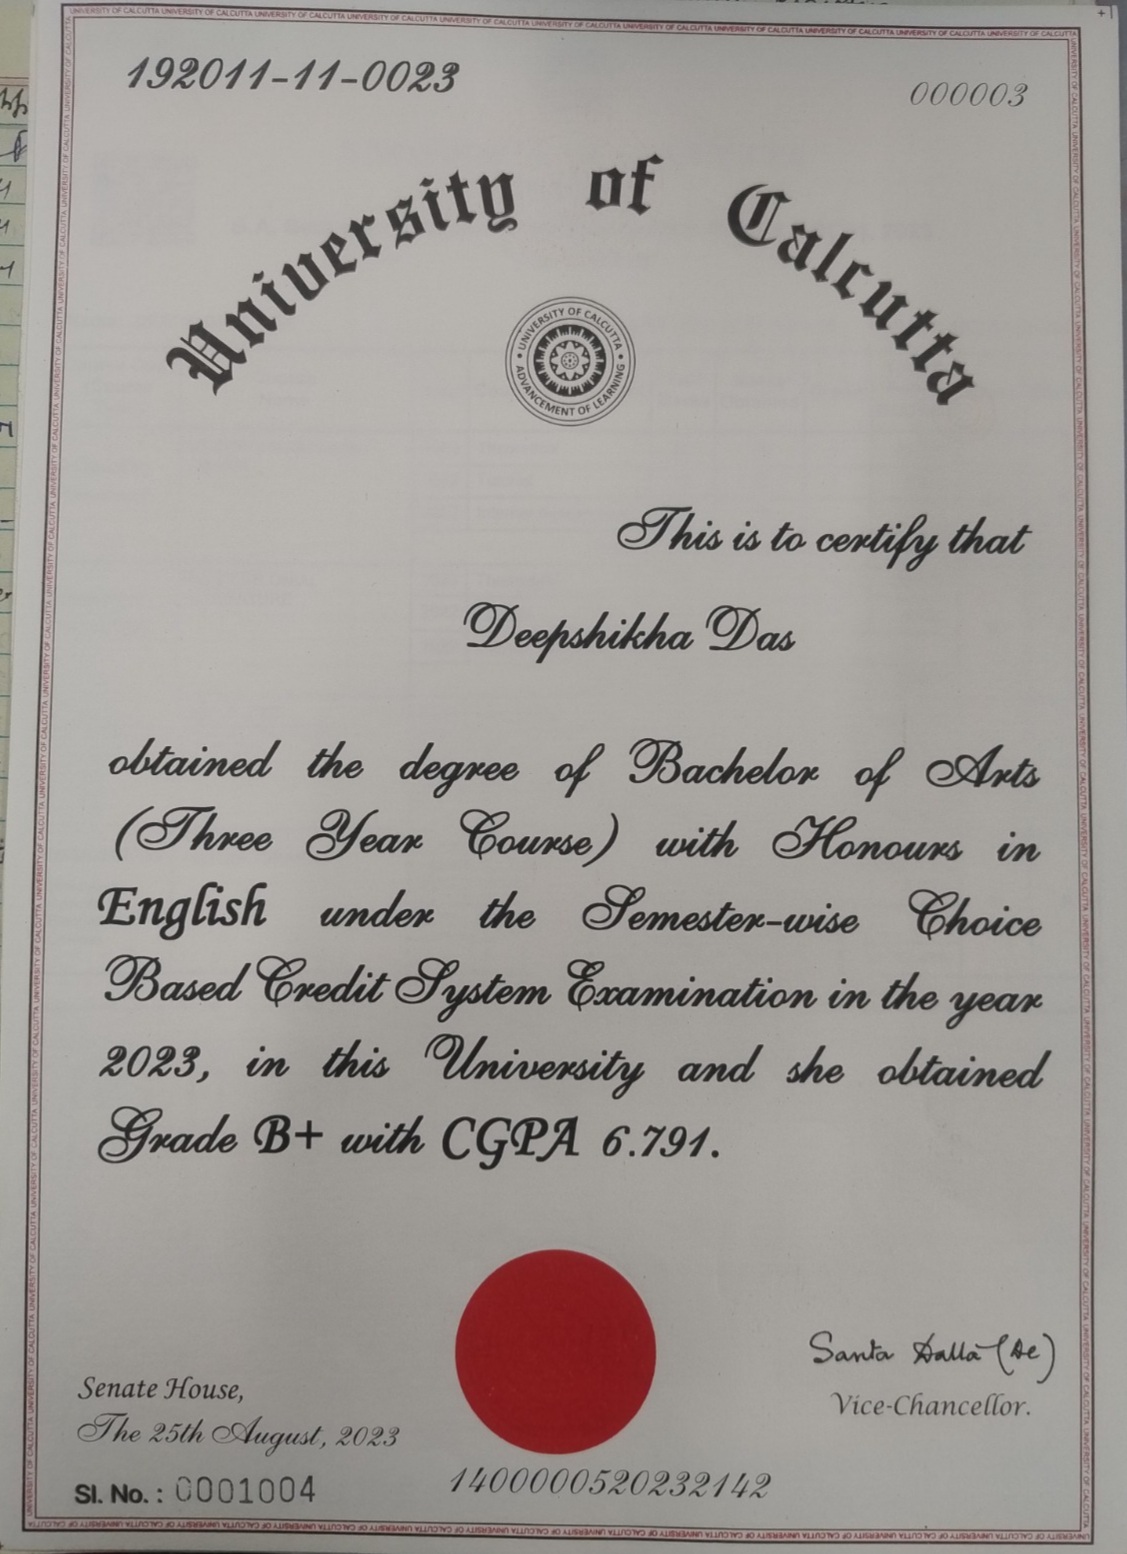 192011-11-0023
000003
University of Calcutta
UNIVERSITY OF CALCUTTA
ADVANCEMENT OF LEARNING
This is to certify that
Deepshikha Das
obtained the degree of Bachelor of Arts
(Three Year Course) with Honours in
English under the Semester-wise Choice
Based Credit System Examination in the year
2023, in this University and she obtained
Grade B+ with CGPA 6.791.
Santa Datta (De)
Vice-Chancellor.
Senate House,
The 25th August, 2023
Sl. No. : 0001004
1400000520232142